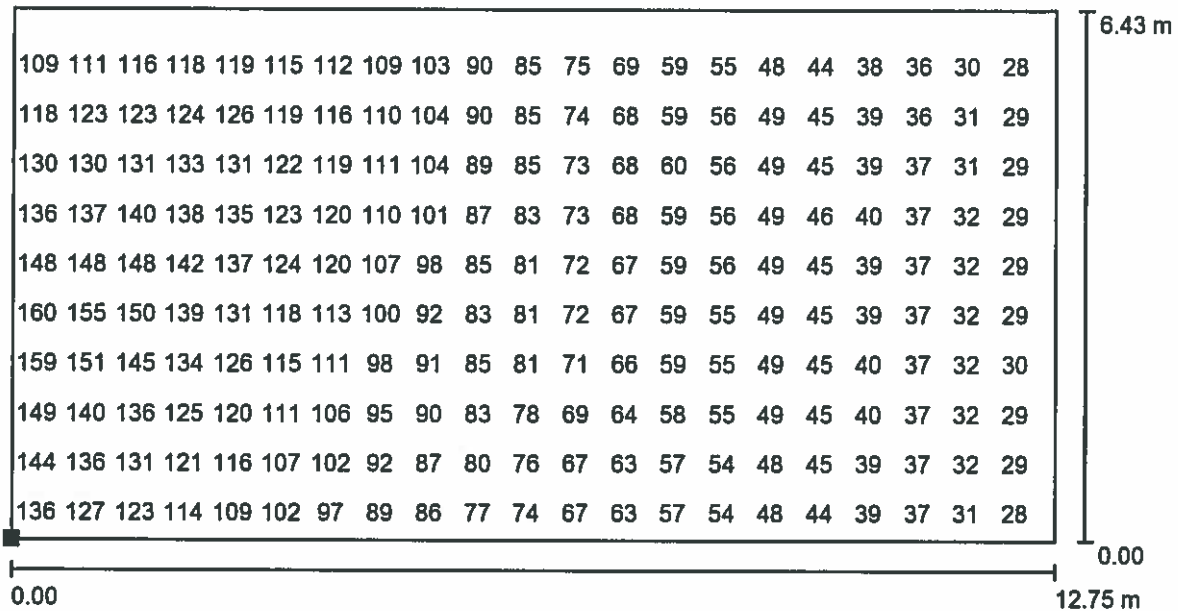 6.43 m
109 111 116 118 119 115 112 109 103 90 85 75 69 59 55 48 44 38 36 30 28
118 123 123 124 126 119 116 110 104 90 85 74 68 59 56 49 45 39 36 31 29
130 130 131 133 131 122 119 111 104 89 85 73 68 60 56 49 45 39 37 31 29
136 137 140 138 135 123 120 110 101 87 83 73 68 59 56 49 46 40 37 32 29
148 148 148 142 137 124 120 107 98 85 81 72 67 59 56 49 45 39 37 32 29
160 155 150 139 131 118 113 100 92 83 81 72 67 59 55 49 45 39 37 32 29
159 151 145 134 126 115 111 98 91 85 81 71 66 59 55 49 45 40 37 32 30
149 140 136 125 120 111 106 95 90 83 78 69 64 58 55 49 45 40 37 32 29
144 136 131 121 116 107 102 92 87 80 76 67 63 57 54 48 45 39 37 32 29
136 127 123 114 109 102 97 89 86 77 74 67 63 57 54 48 44 39 37 31 28
0.00
0.00 12.75 m